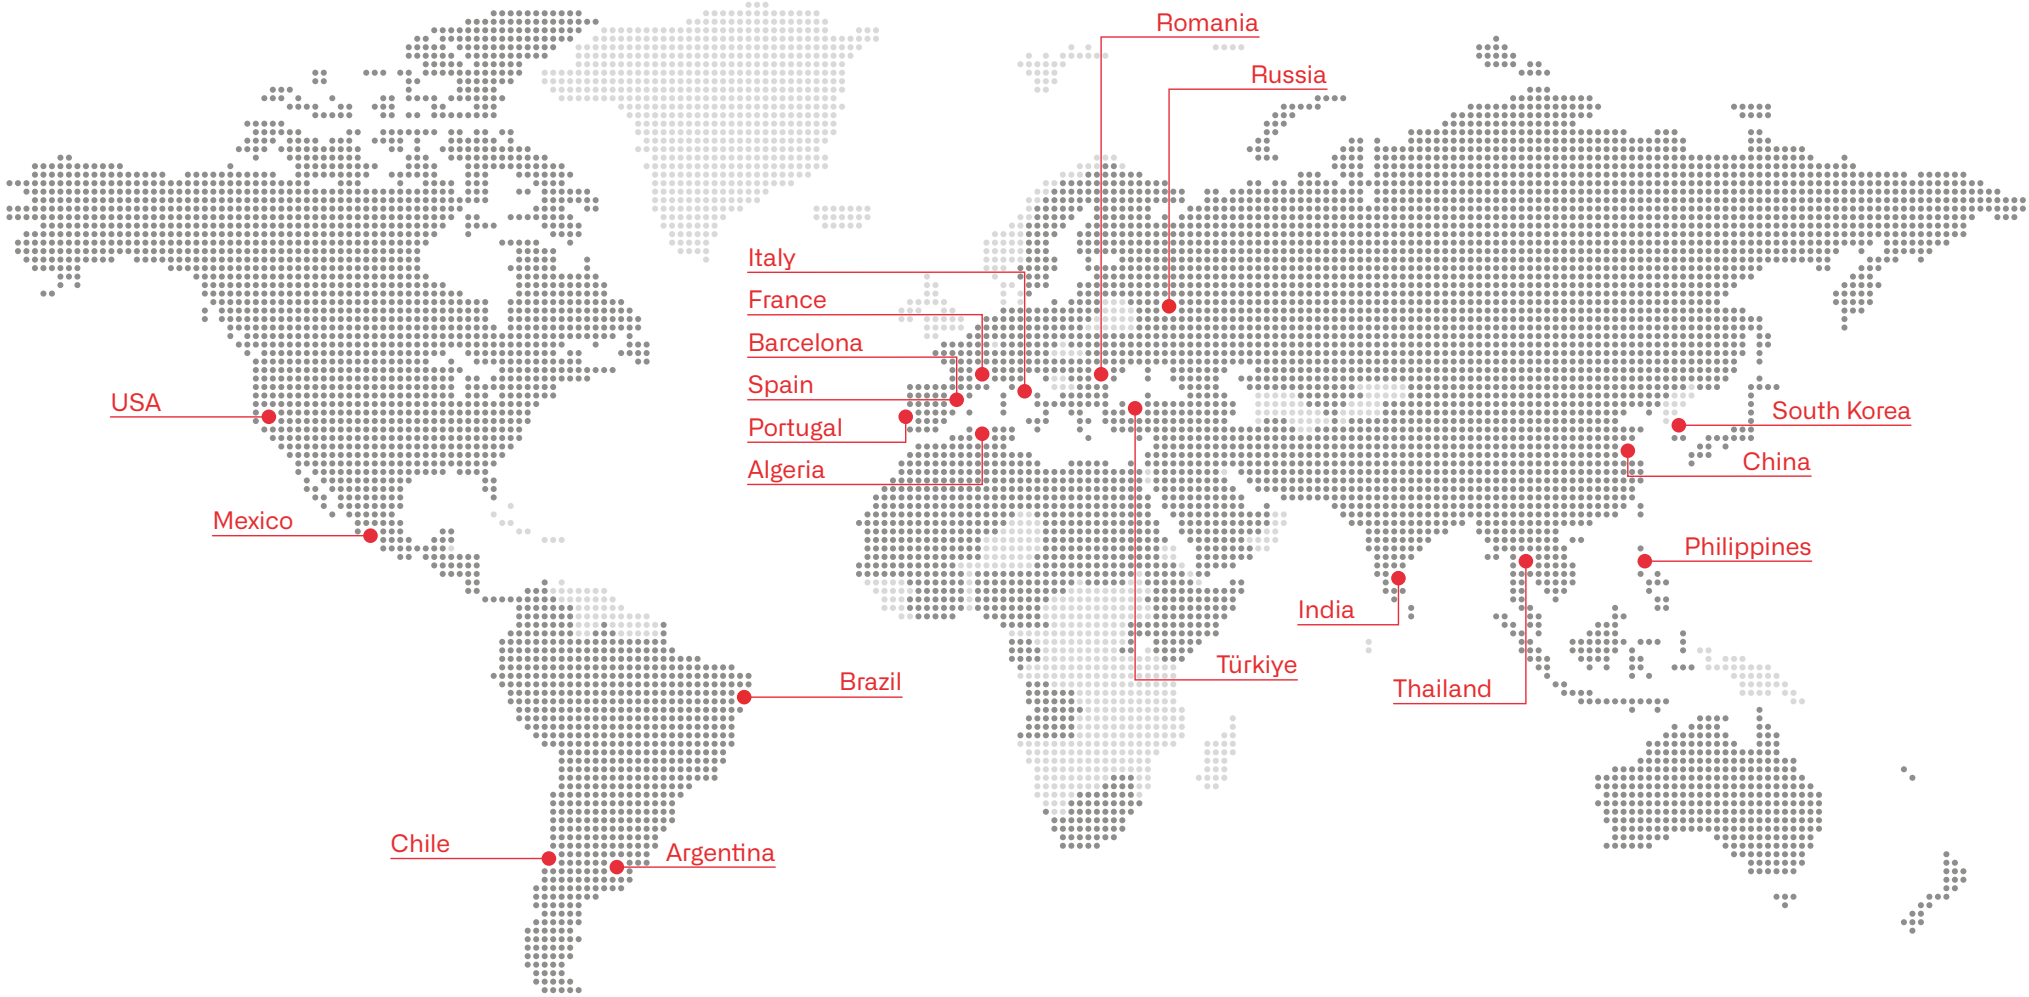 Romania
Russia
Italy
France
Barcelona
Spain
Portugal
Algeria
USA
South Korea
China
Mexico
Philippines
India
Türkiye
Brazil
Thailand
Chile
Argentina